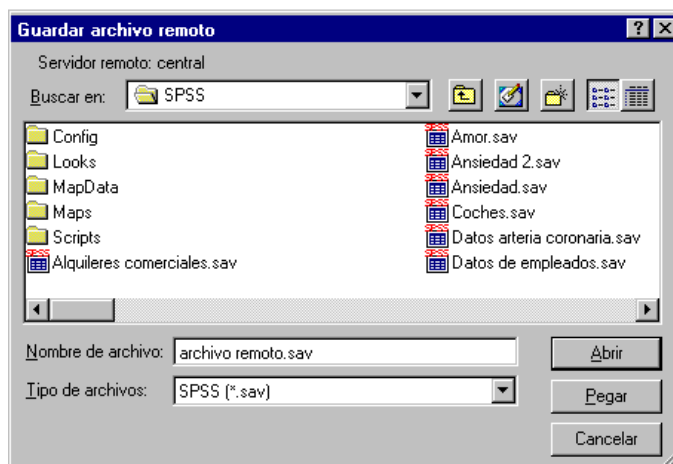 Guardar archivo remoto
Servidor remoto: central
Buscar en: SPSS
Config
Looks
MapData
Maps
Scripts
Alquileres comerciales.sav
Amor.sav
Ansiedad 2.sav
Ansiedad.sav
Coches.sav
Datos arteria coronaria.sav
Datos de empleados.sav
Nombre de archivo: archivo remoto.sav
Abrir
Tipo de archivos: SPSS (*.sav)
Pegar
Cancelar